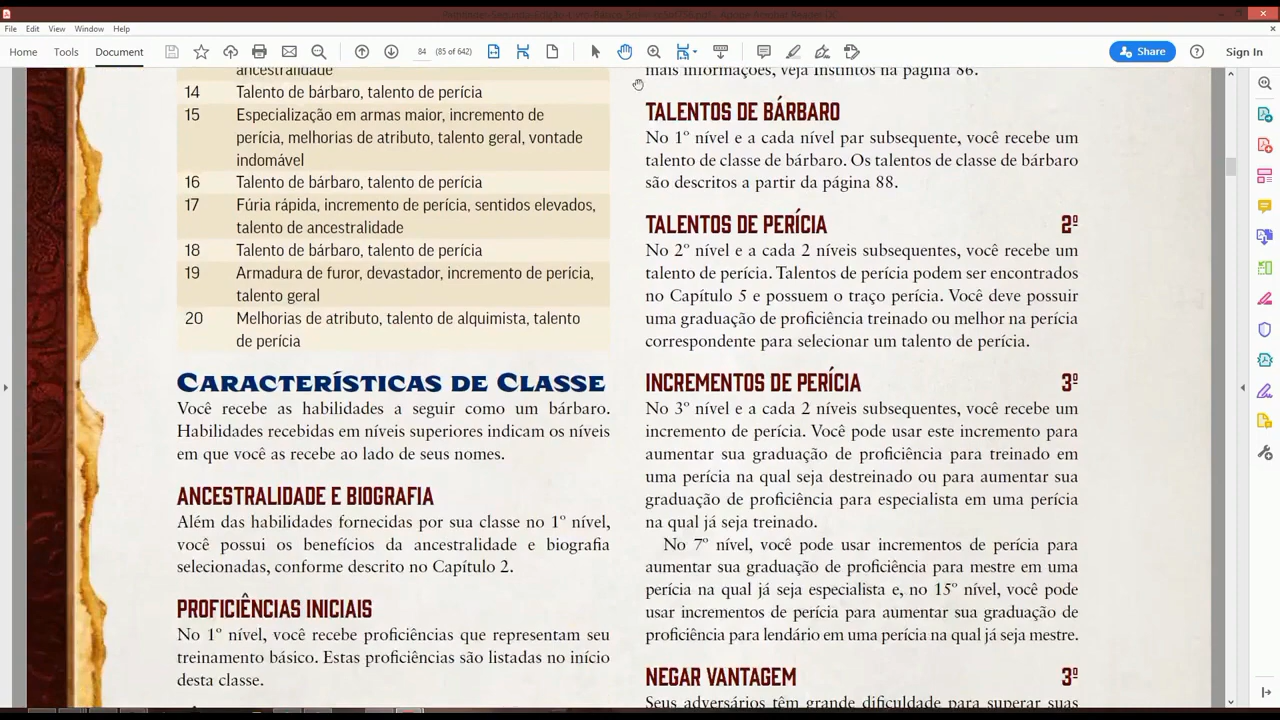 File Edit View Window Help
Home Tools Document
84 (85 of 642)
Share
Sign In
ancestralidade
14 Talento de bárbaro, talento de perícia
15 Especialização em armas maior, incremento de
perícia, melhorias de atributo, talento geral, vontade
indomável
16 Talento de bárbaro, talento de perícia
17 Fúria rápida, incremento de perícia, sentidos elevados,
talento de ancestralidade
18 Talento de bárbaro, talento de perícia
19 Armadura de furor, devastador, incremento de perícia,
talento geral
20 Melhorias de atributo, talento de alquimista, talento
de perícia
Características de Classe
Você recebe as habilidades a seguir como um bárbaro.
Habilidades recebidas em níveis superiores indicam os níveis
em que você as recebe ao lado de seus nomes.
ANCESTRALIDADE E BIOGRAFIA
Além das habilidades fornecidas por sua classe no 1º nível,
você possui os benefícios da ancestralidade e biografia
selecionadas, conforme descrito no Capítulo 2.
PROFICIÊNCIAS INICIAIS
No 1º nível, você recebe proficiências que representam seu
treinamento básico. Estas proficiências são listadas no início
desta classe.
mais informações, veja Instintos na página 86.
TALENTOS DE BÁRBARO
No 1º nível e a cada nível par subsequente, você recebe um
talento de classe de bárbaro. Os talentos de classe de bárbaro
são descritos a partir da página 88.
TALENTOS DE PERÍCIA 2º
No 2º nível e a cada 2 níveis subsequentes, você recebe um
talento de perícia. Talentos de perícia podem ser encontrados
no Capítulo 5 e possuem o traço perícia. Você deve possuir
uma graduação de proficiência treinado ou melhor na perícia
correspondente para selecionar um talento de perícia.
INCREMENTOS DE PERÍCIA 3º
No 3º nível e a cada 2 níveis subsequentes, você recebe um
incremento de perícia. Você pode usar este incremento para
aumentar sua graduação de proficiência para treinado em
uma perícia na qual seja destreinado ou para aumentar sua
graduação de proficiência para especialista em uma perícia
na qual já seja treinado.
No 7º nível, você pode usar incrementos de perícia para
aumentar sua graduação de proficiência para mestre em uma
perícia na qual já seja especialista e, no 15º nível, você pode
usar incrementos de perícia para aumentar sua graduação de
proficiência para lendário em uma perícia na qual já seja mestre.
NEGAR VANTAGEM 3º
Seus adversários têm grande dificuldade para superar suas